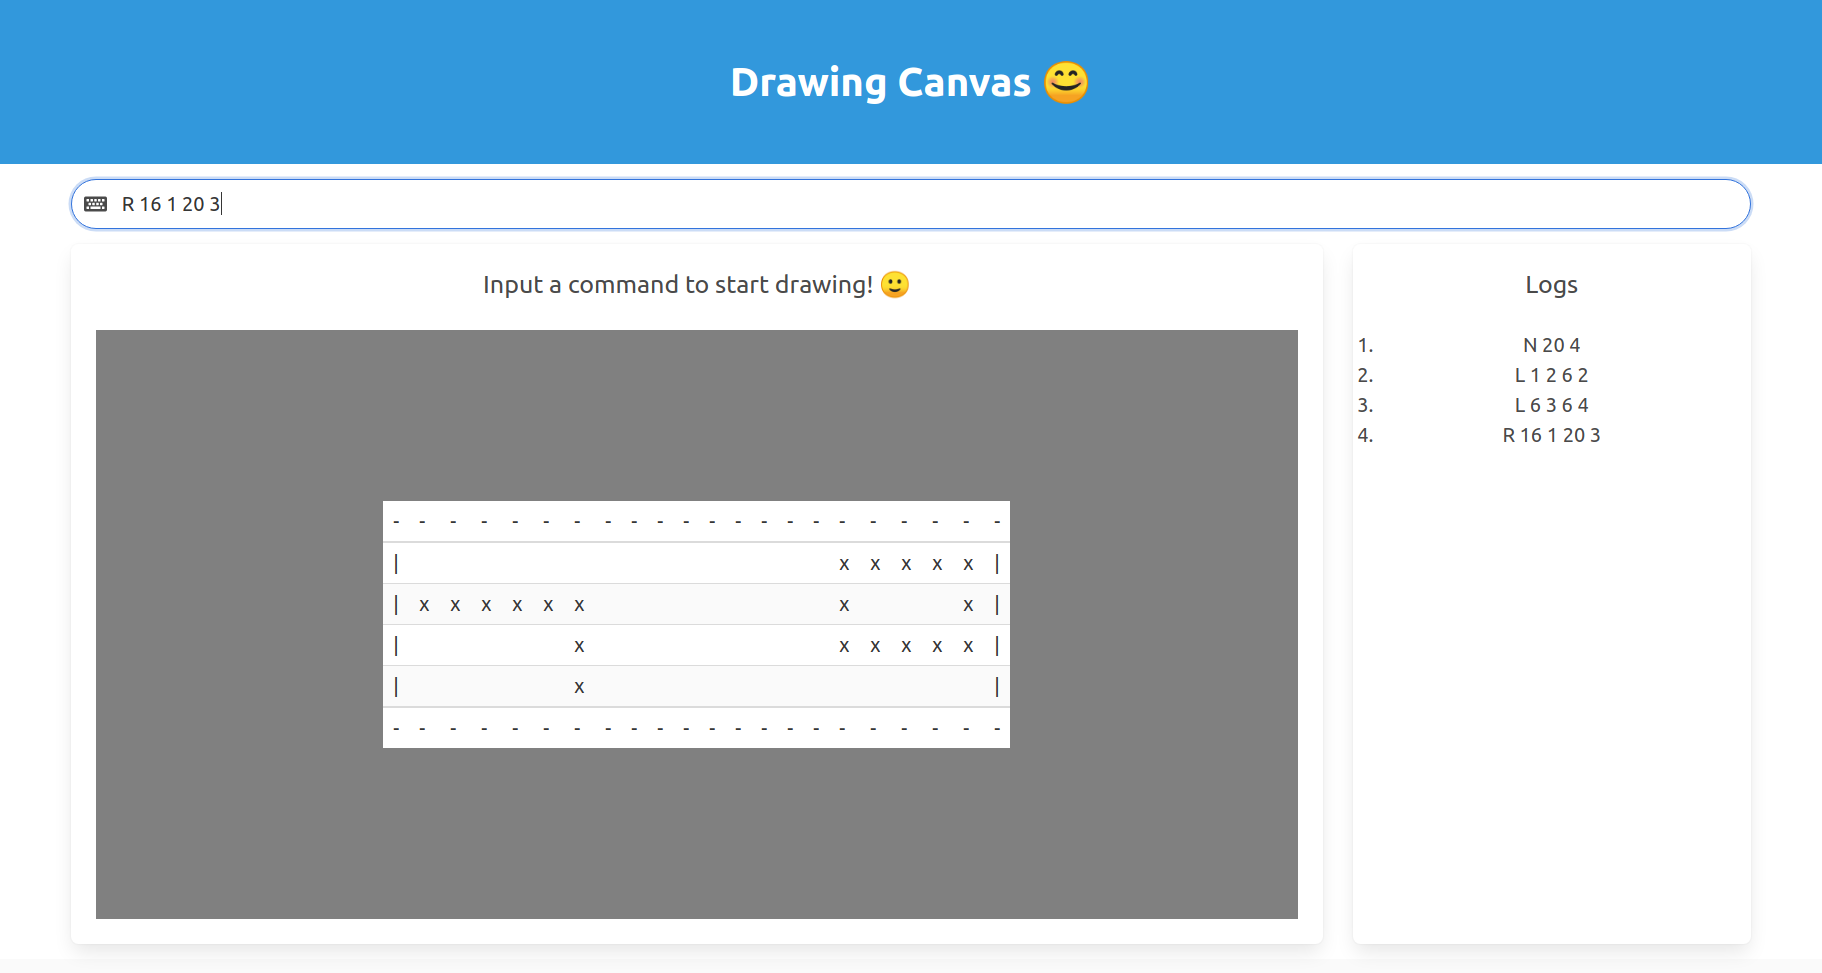 Drawing Canvas 😊
R 16 1 20 3
Input a command to start drawing! 🙂
- - - - - - - - - - - - - - - - - - - - - -
| x x x x x |
| x x x x x x x x |
| x x x x x x |
| x |
- - - - - - - - - - - - - - - - - - - - - -
Logs
1. N 20 4
2. L 1 2 6 2
3. L 6 3 6 4
4. R 16 1 20 3